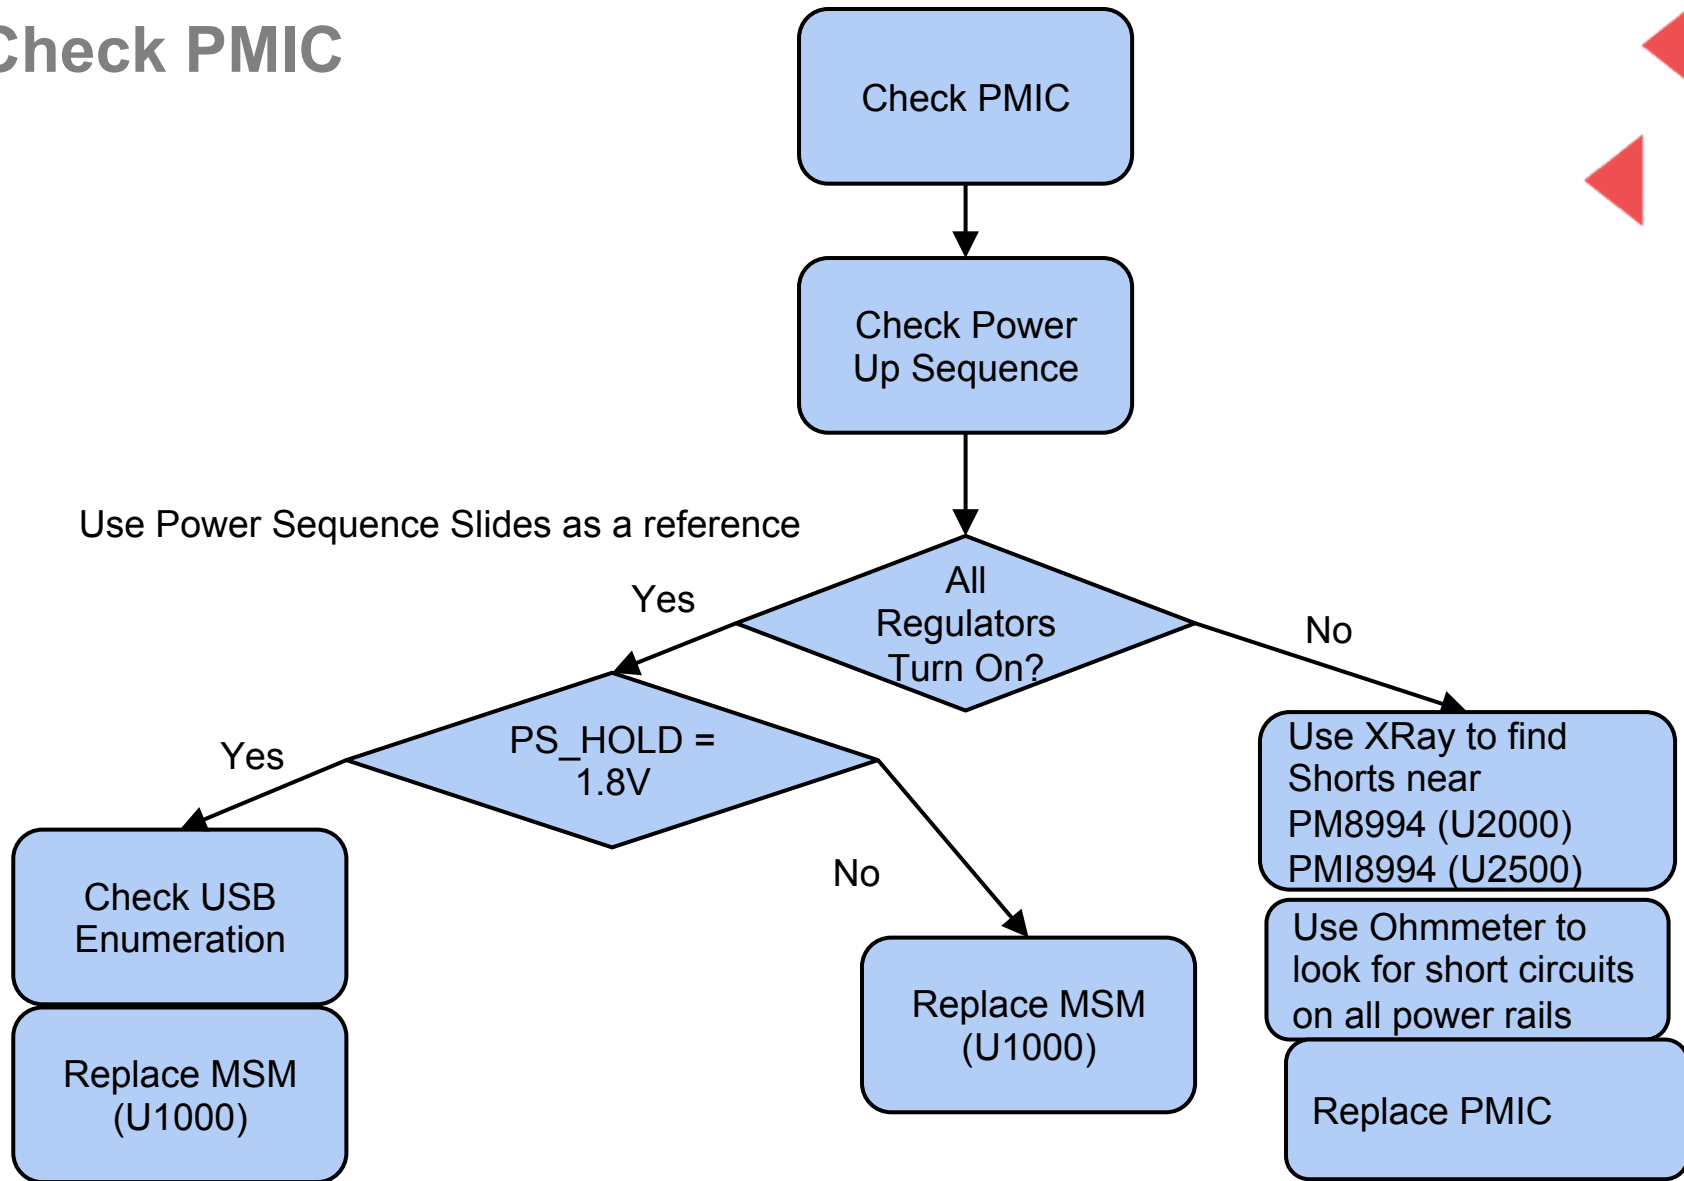 Check PMIC
Check PMIC
Check Power
Up Sequence
Use Power Sequence Slides as a reference
All
Regulators
Turn On?
Yes
No
PS_HOLD =
1.8V
Yes
No
Use XRay to find
Shorts near
PM8994 (U2000)
PMI8994 (U2500)
Check USB
Enumeration
Use Ohmmeter to
look for short circuits
on all power rails
Replace MSM
(U1000)
Replace MSM
(U1000)
Replace PMIC